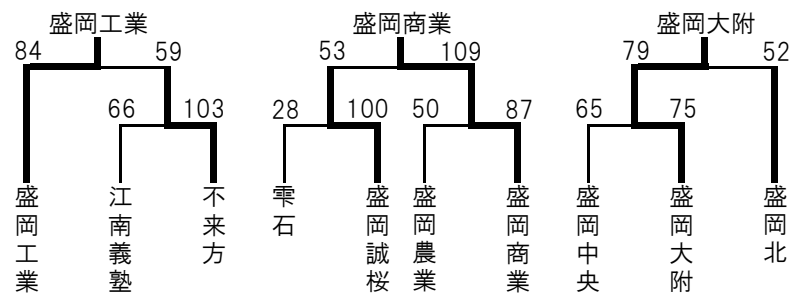 盛岡工業 盛岡商業 盛岡大附
84 59 53 109 79 52
66 103 28 100 50 87 65 75
盛岡工業
江南義塾
不来方
雫石
盛岡誠桜
盛岡農業
盛岡商業
盛岡中央
盛岡大附
盛岡北